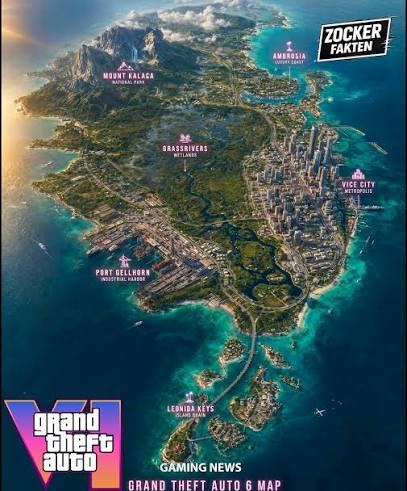 ZOCKER
FAKTEN
AMBROSIA
LUXURY COAST
MOUNT KALAGA
NATIONAL PARK
GRASSRIVERS
WETLANDS
VICE CITY
METROPOLIS
PORT GELLHORN
INDUSTRIAL HARBOR
LEONIDA KEYS
ISLAND CHAIN
VI
grand
theft
auto
GAMING NEWS
GRAND THEFT AUTO 6 MAP